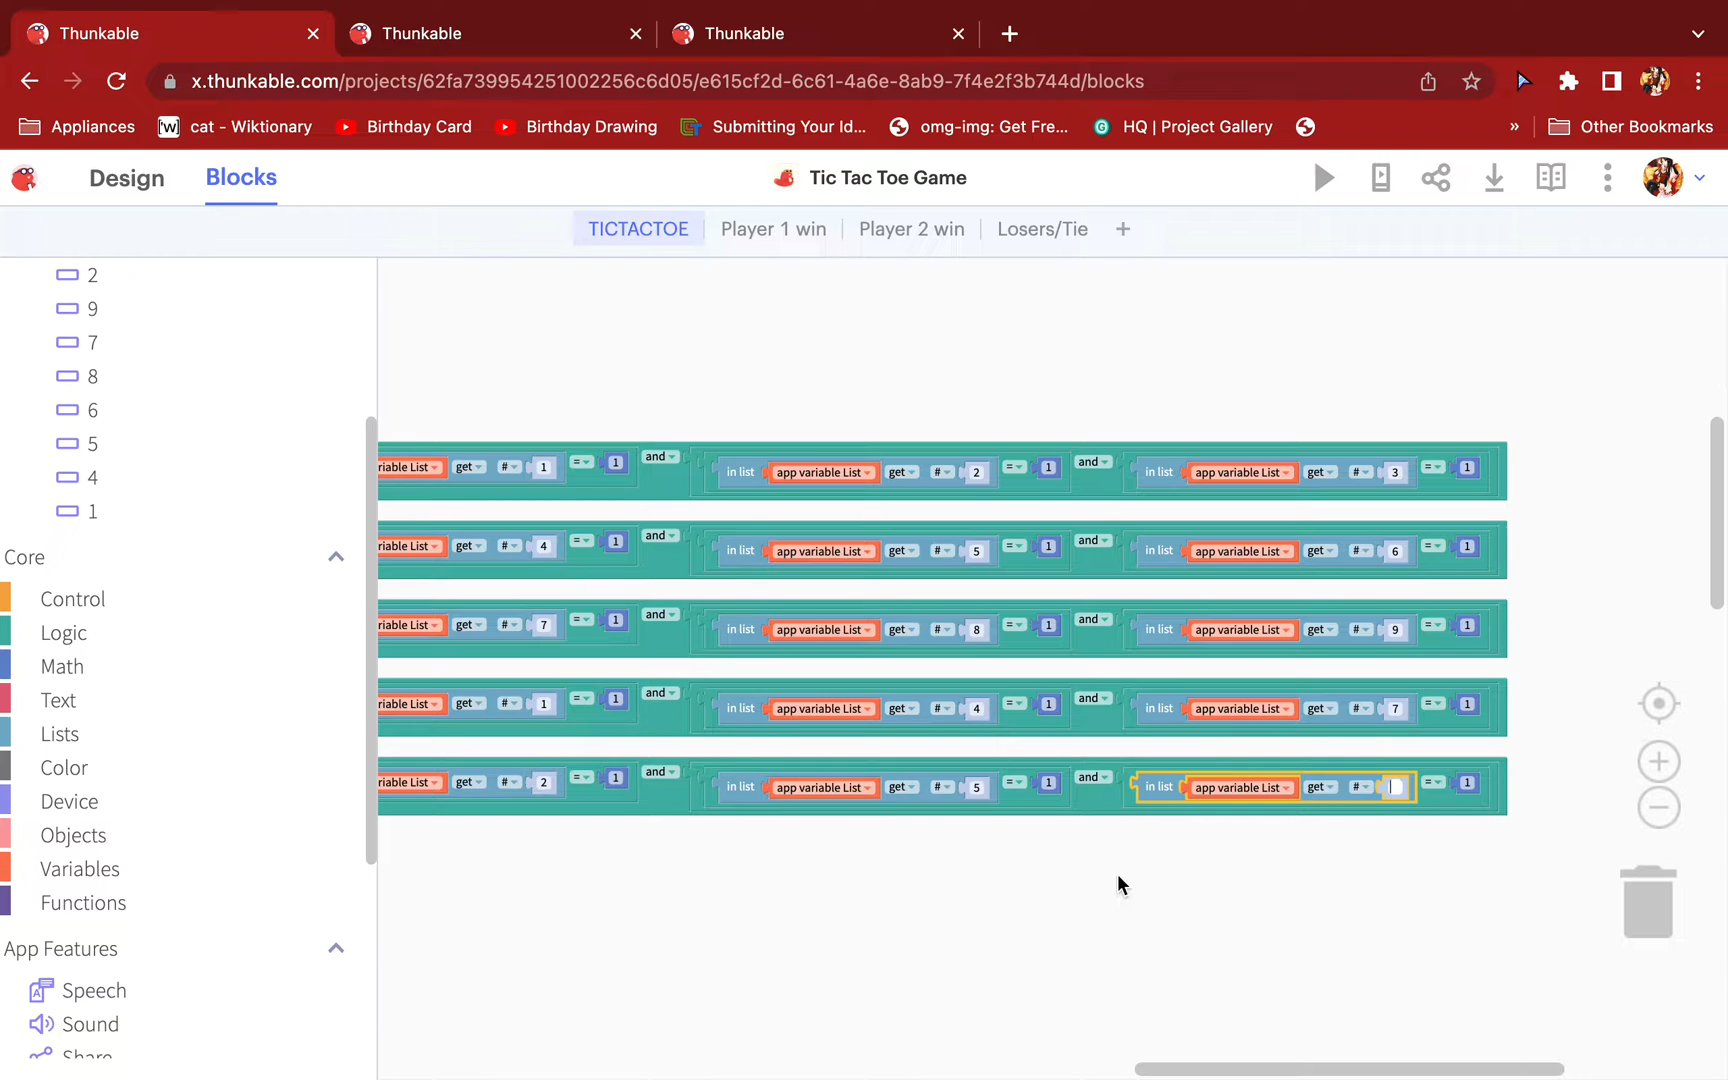 Thunkable
Thunkable
Thunkable
x.thunkable.com/projects/62fa739954251002256c6d05/e615cf2d-6c61-4a6e-8ab9-7f4e2f3b744d/blocks
Appliances
[w] cat - Wiktionary
Birthday Card
Birthday Drawing
Submitting Your Id...
omg-img: Get Fre...
HQ | Project Gallery
Other Bookmarks
Design
Blocks
Tic Tac Toe Game
TICTACTOE
Player 1 win
Player 2 win
Losers/Tie
2
9
7
8
6
5
4
1
Core
Control
Logic
Math
Text
Lists
Color
Device
Objects
Variables
Functions
App Features
Speech
Sound
Share
riable List get # 1 = 1 and in list app variable List get # 2 = 1 and in list app variable List get # 3 = 1
riable List get # 4 = 1 and in list app variable List get # 5 = 1 and in list app variable List get # 6 = 1
riable List get # 7 = 1 and in list app variable List get # 8 = 1 and in list app variable List get # 9 = 1
riable List get # 1 = 1 and in list app variable List get # 4 = 1 and in list app variable List get # 7 = 1
riable List get # 2 = 1 and in list app variable List get # 5 = 1 and in list app variable List get # = 1